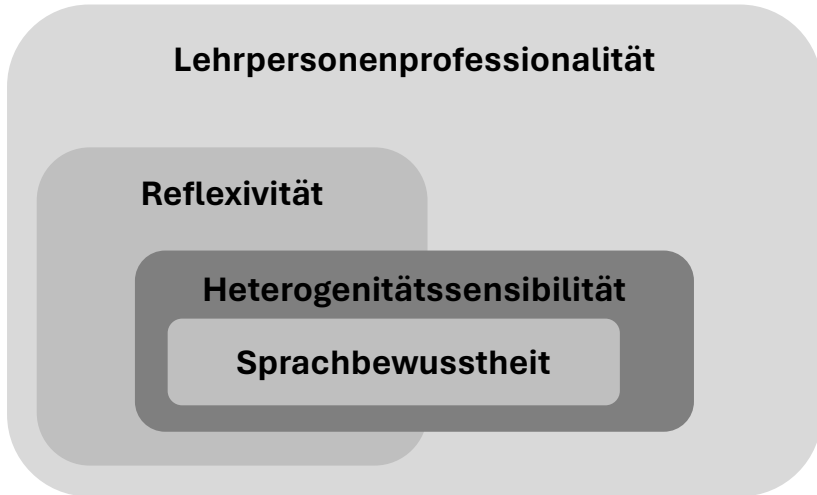 Lehrpersonenprofessionalität
Reflexivität
Heterogenitätssensibilität
Sprachbewusstheit